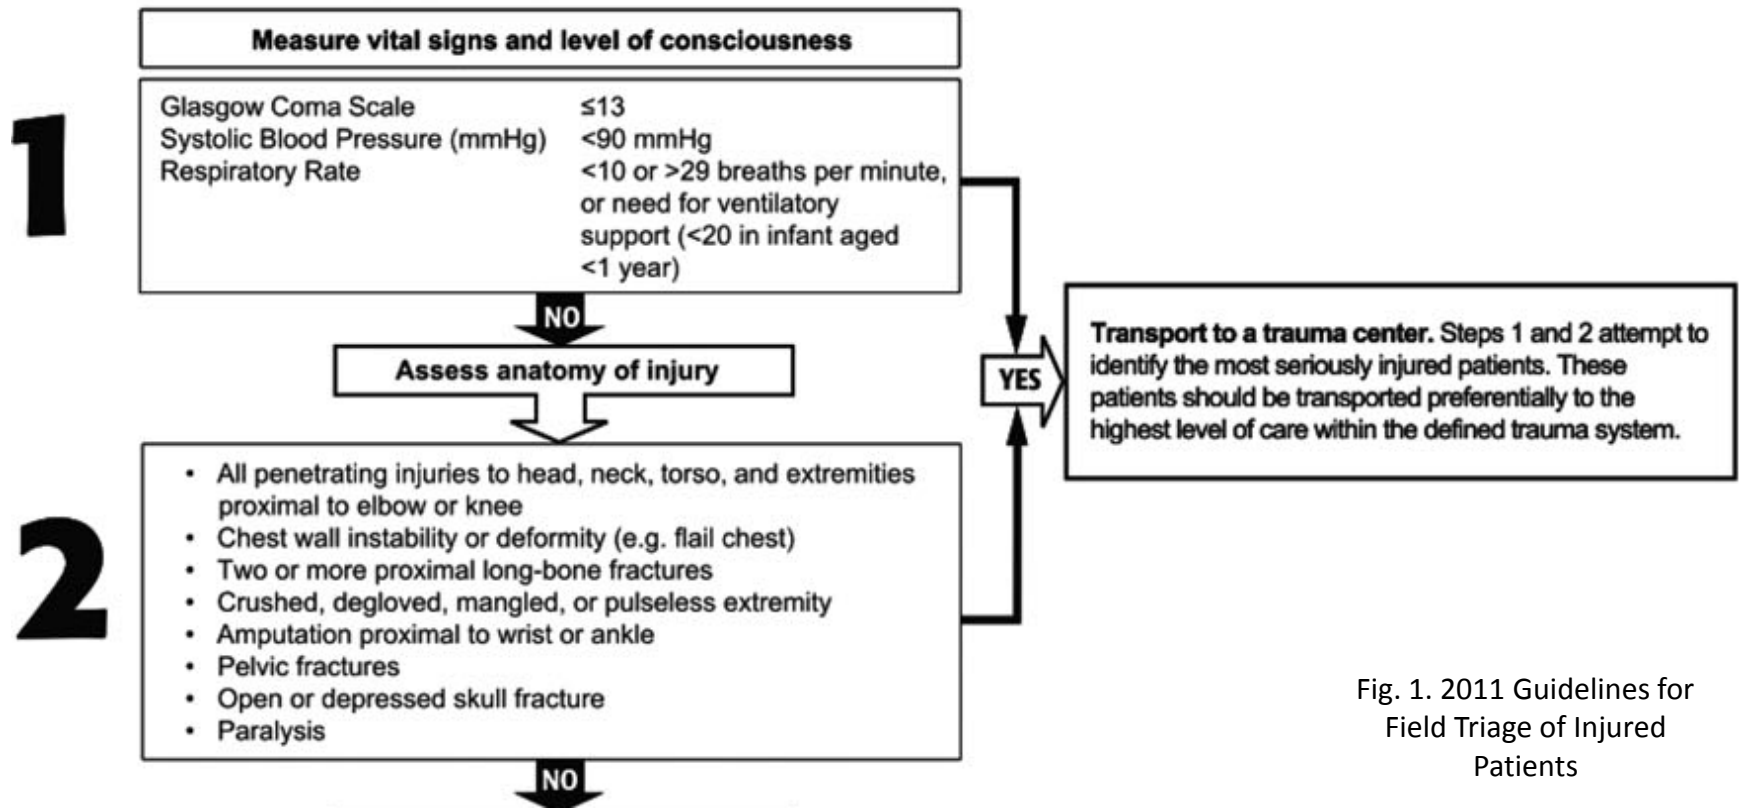 Measure vital signs and level of consciousness
1
Glasgow Coma Scale ≤13
Systolic Blood Pressure (mmHg) <90 mmHg
Respiratory Rate <10 or >29 breaths per minute,
or need for ventilatory
support (<20 in infant aged
<1 year)
NO
Assess anatomy of injury
YES
Transport to a trauma center. Steps 1 and 2 attempt to
identify the most seriously injured patients. These
patients should be transported preferentially to the
highest level of care within the defined trauma system.
2
• All penetrating injuries to head, neck, torso, and extremities
proximal to elbow or knee
• Chest wall instability or deformity (e.g. flail chest)
• Two or more proximal long-bone fractures
• Crushed, degloved, mangled, or pulseless extremity
• Amputation proximal to wrist or ankle
• Pelvic fractures
• Open or depressed skull fracture
• Paralysis
NO
Fig. 1. 2011 Guidelines for
Field Triage of Injured
Patients